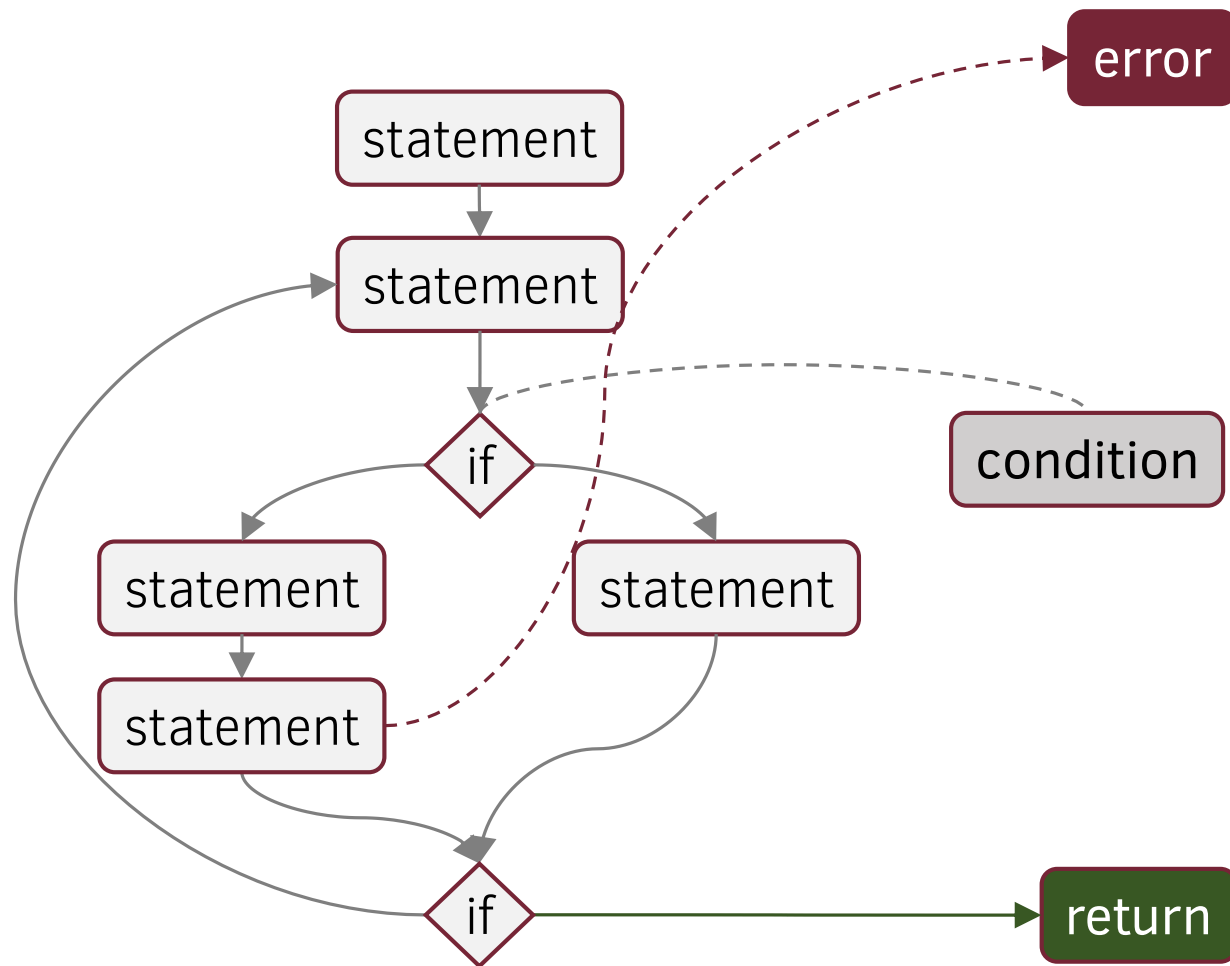 error
statement
statement
if
condition
statement
statement
statement
if
return